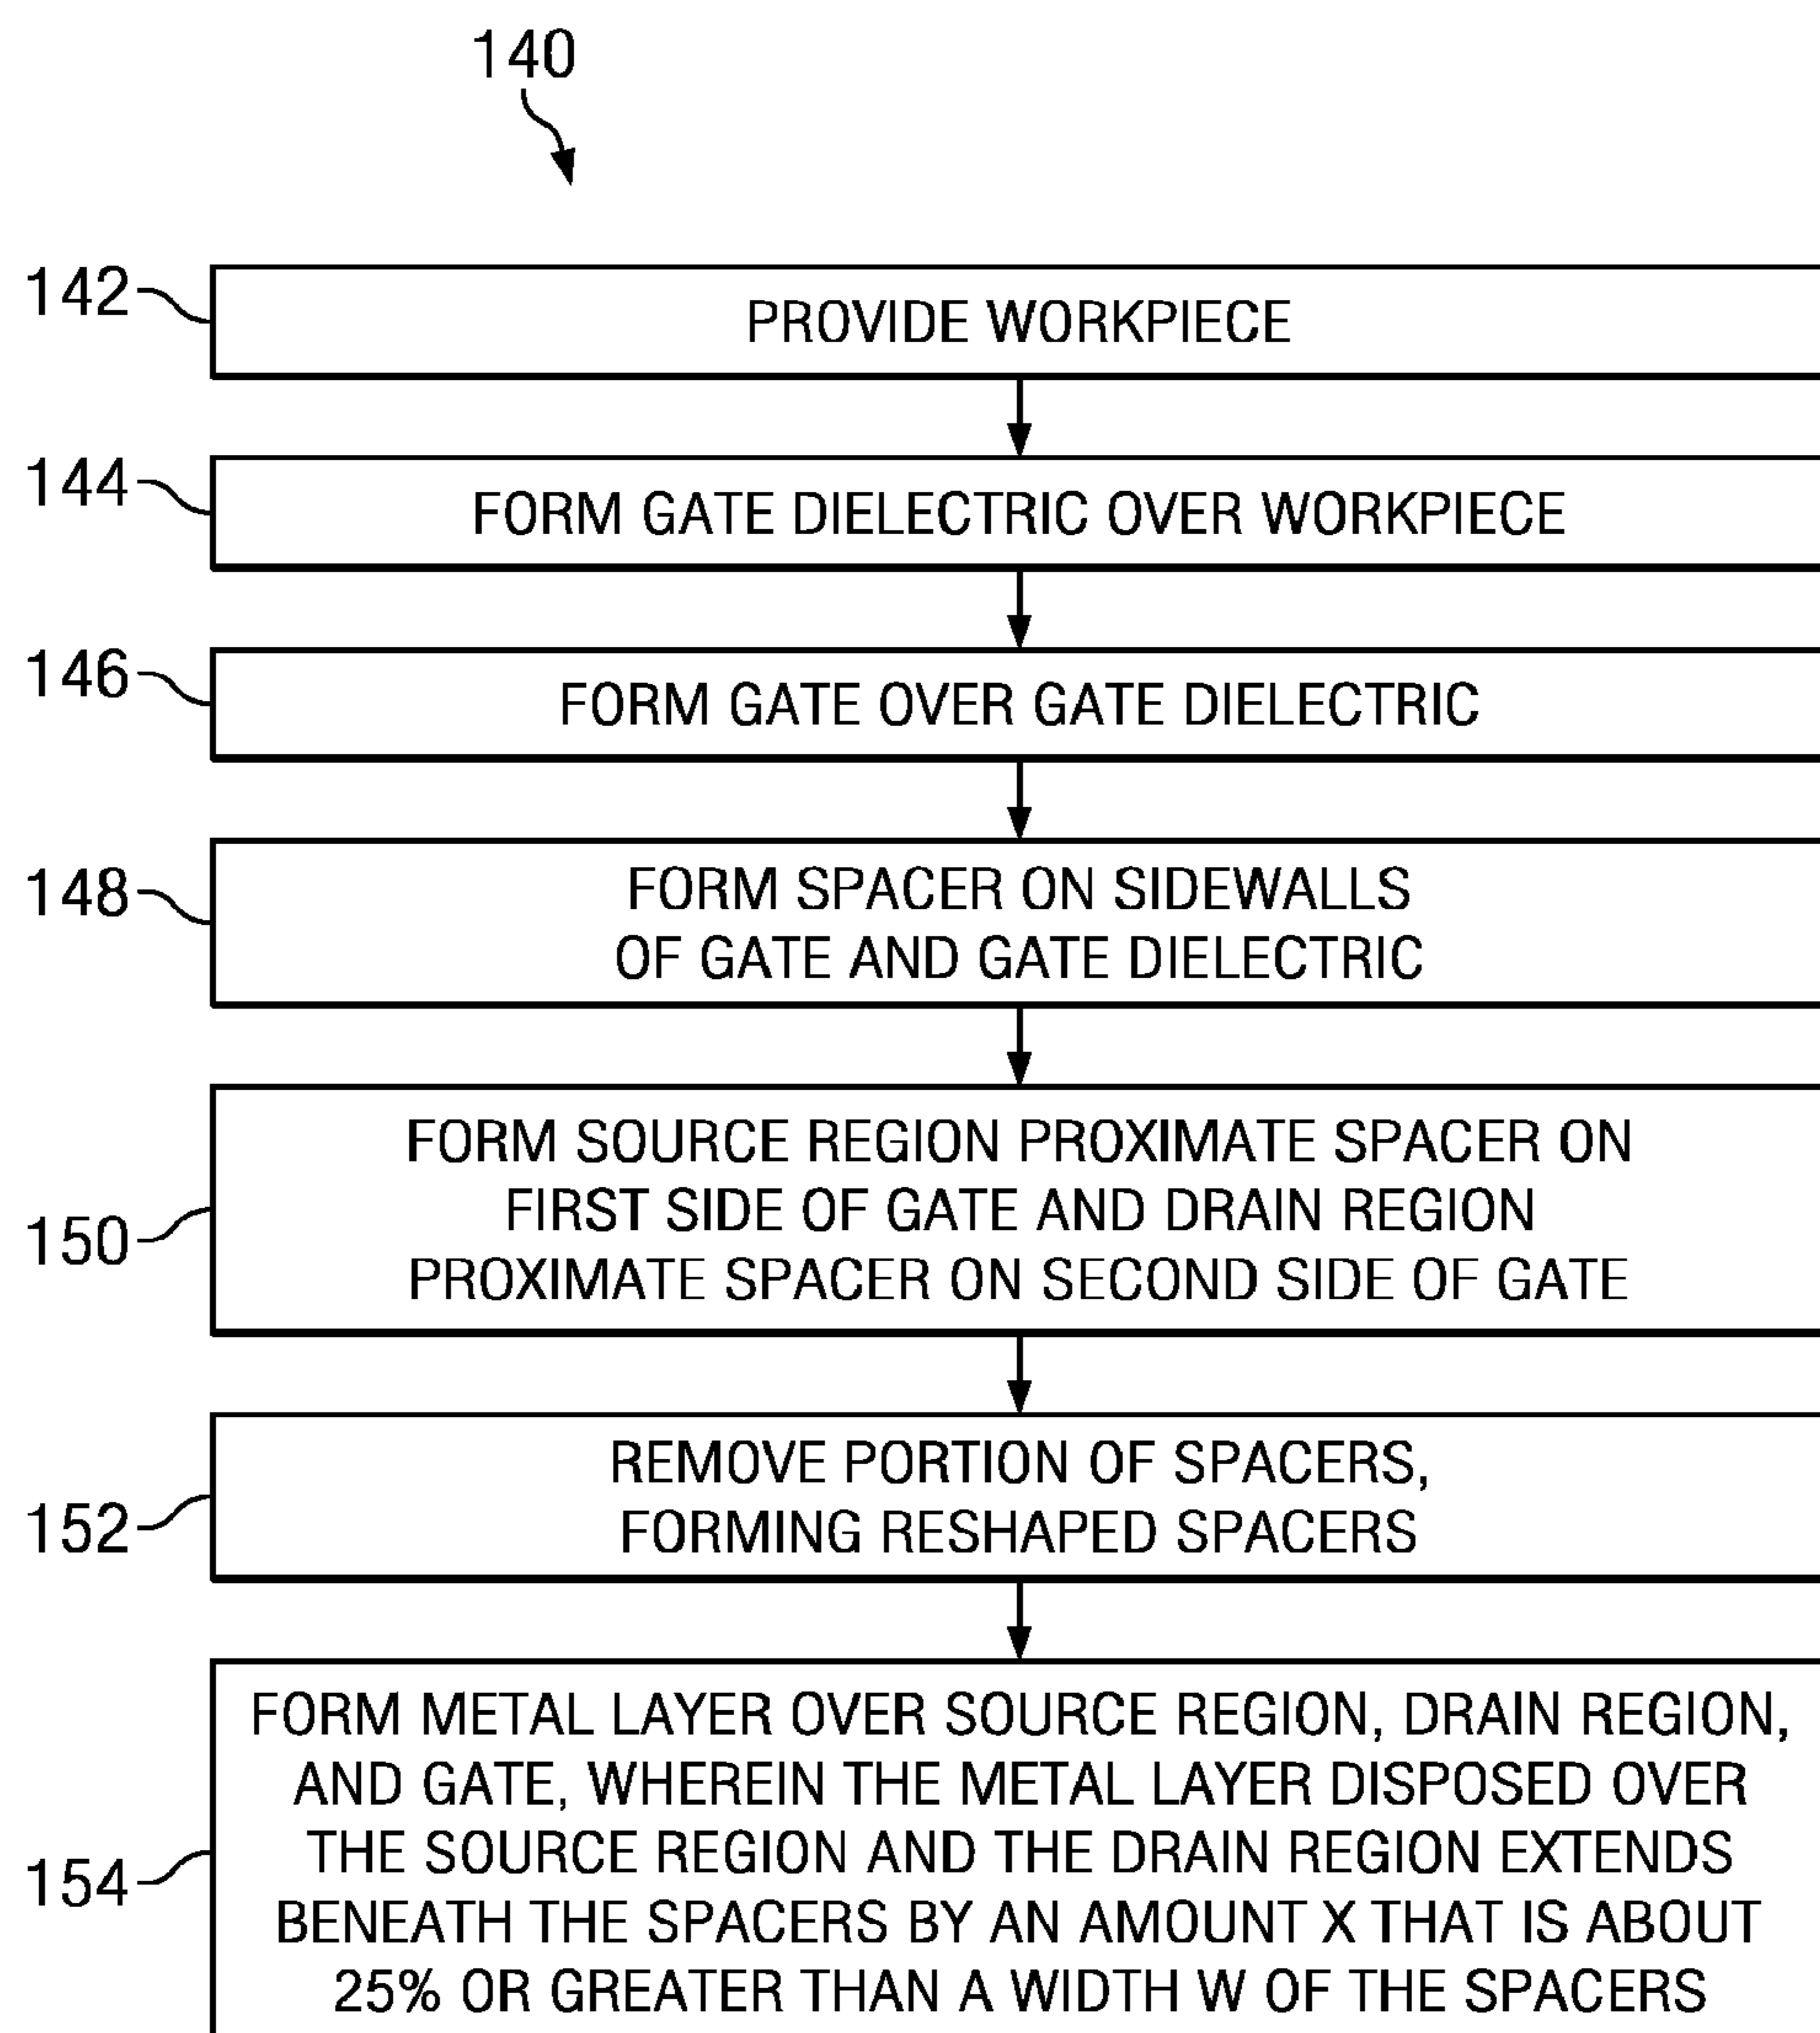 140
142
PROVIDE WORKPIECE
144
FORM GATE DIELECTRIC OVER WORKPIECE
146
FORM GATE OVER GATE DIELECTRIC
148
FORM SPACER ON SIDEWALLS
OF GATE AND GATE DIELECTRIC
150
FORM SOURCE REGION PROXIMATE SPACER ON
FIRST SIDE OF GATE AND DRAIN REGION
PROXIMATE SPACER ON SECOND SIDE OF GATE
152
REMOVE PORTION OF SPACERS,
FORMING RESHAPED SPACERS
154
FORM METAL LAYER OVER SOURCE REGION, DRAIN REGION,
AND GATE, WHEREIN THE METAL LAYER DISPOSED OVER
THE SOURCE REGION AND THE DRAIN REGION EXTENDS
BENEATH THE SPACERS BY AN AMOUNT X THAT IS ABOUT
25% OR GREATER THAN A WIDTH W OF THE SPACERS